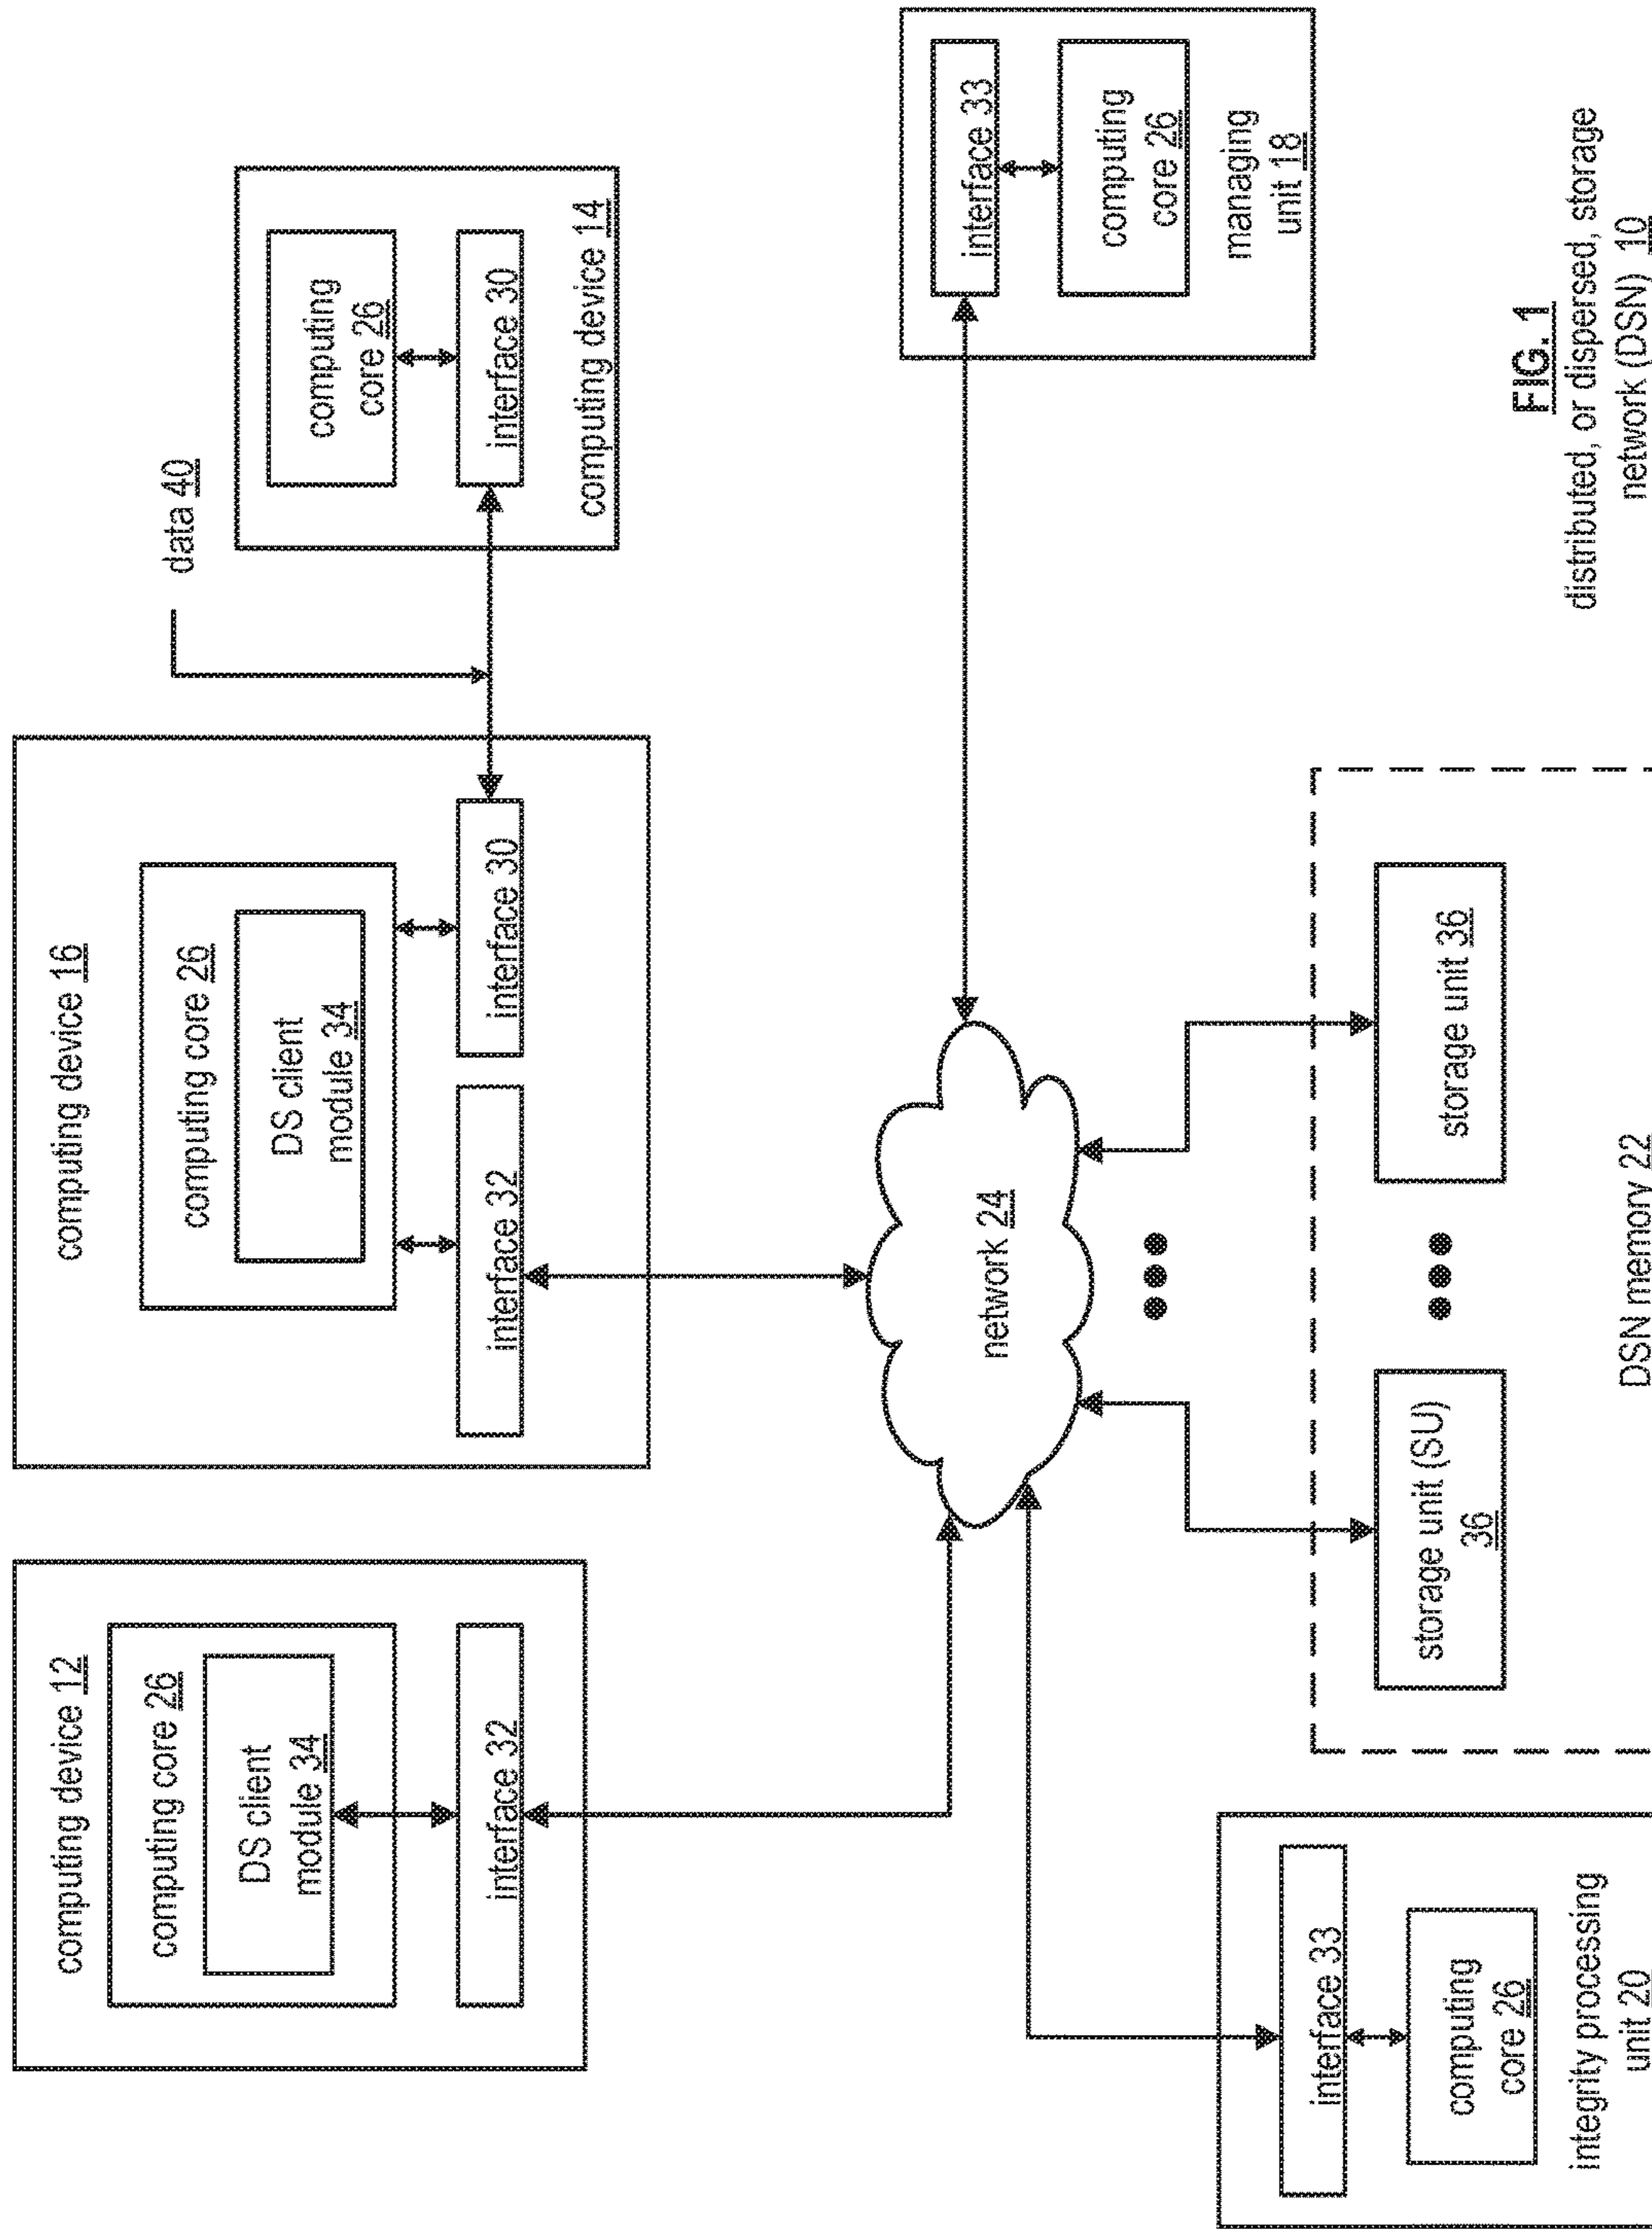 computing device 12
computing core 26
DS client
module 34
interface 32
computing device 16
computing core 26
DS client
module 34
interface 32
interface 30
data 40
computing
core 26
interface 30
computing device 14
network 24
interface 33
computing
core 26
managing
unit 18
interface 33
computing
core 26
integrity processing
unit 20
storage unit (SU)
36
storage unit 36
DSN memory 22
FIG. 1
distributed, or dispersed, storage
network (DSN) 10